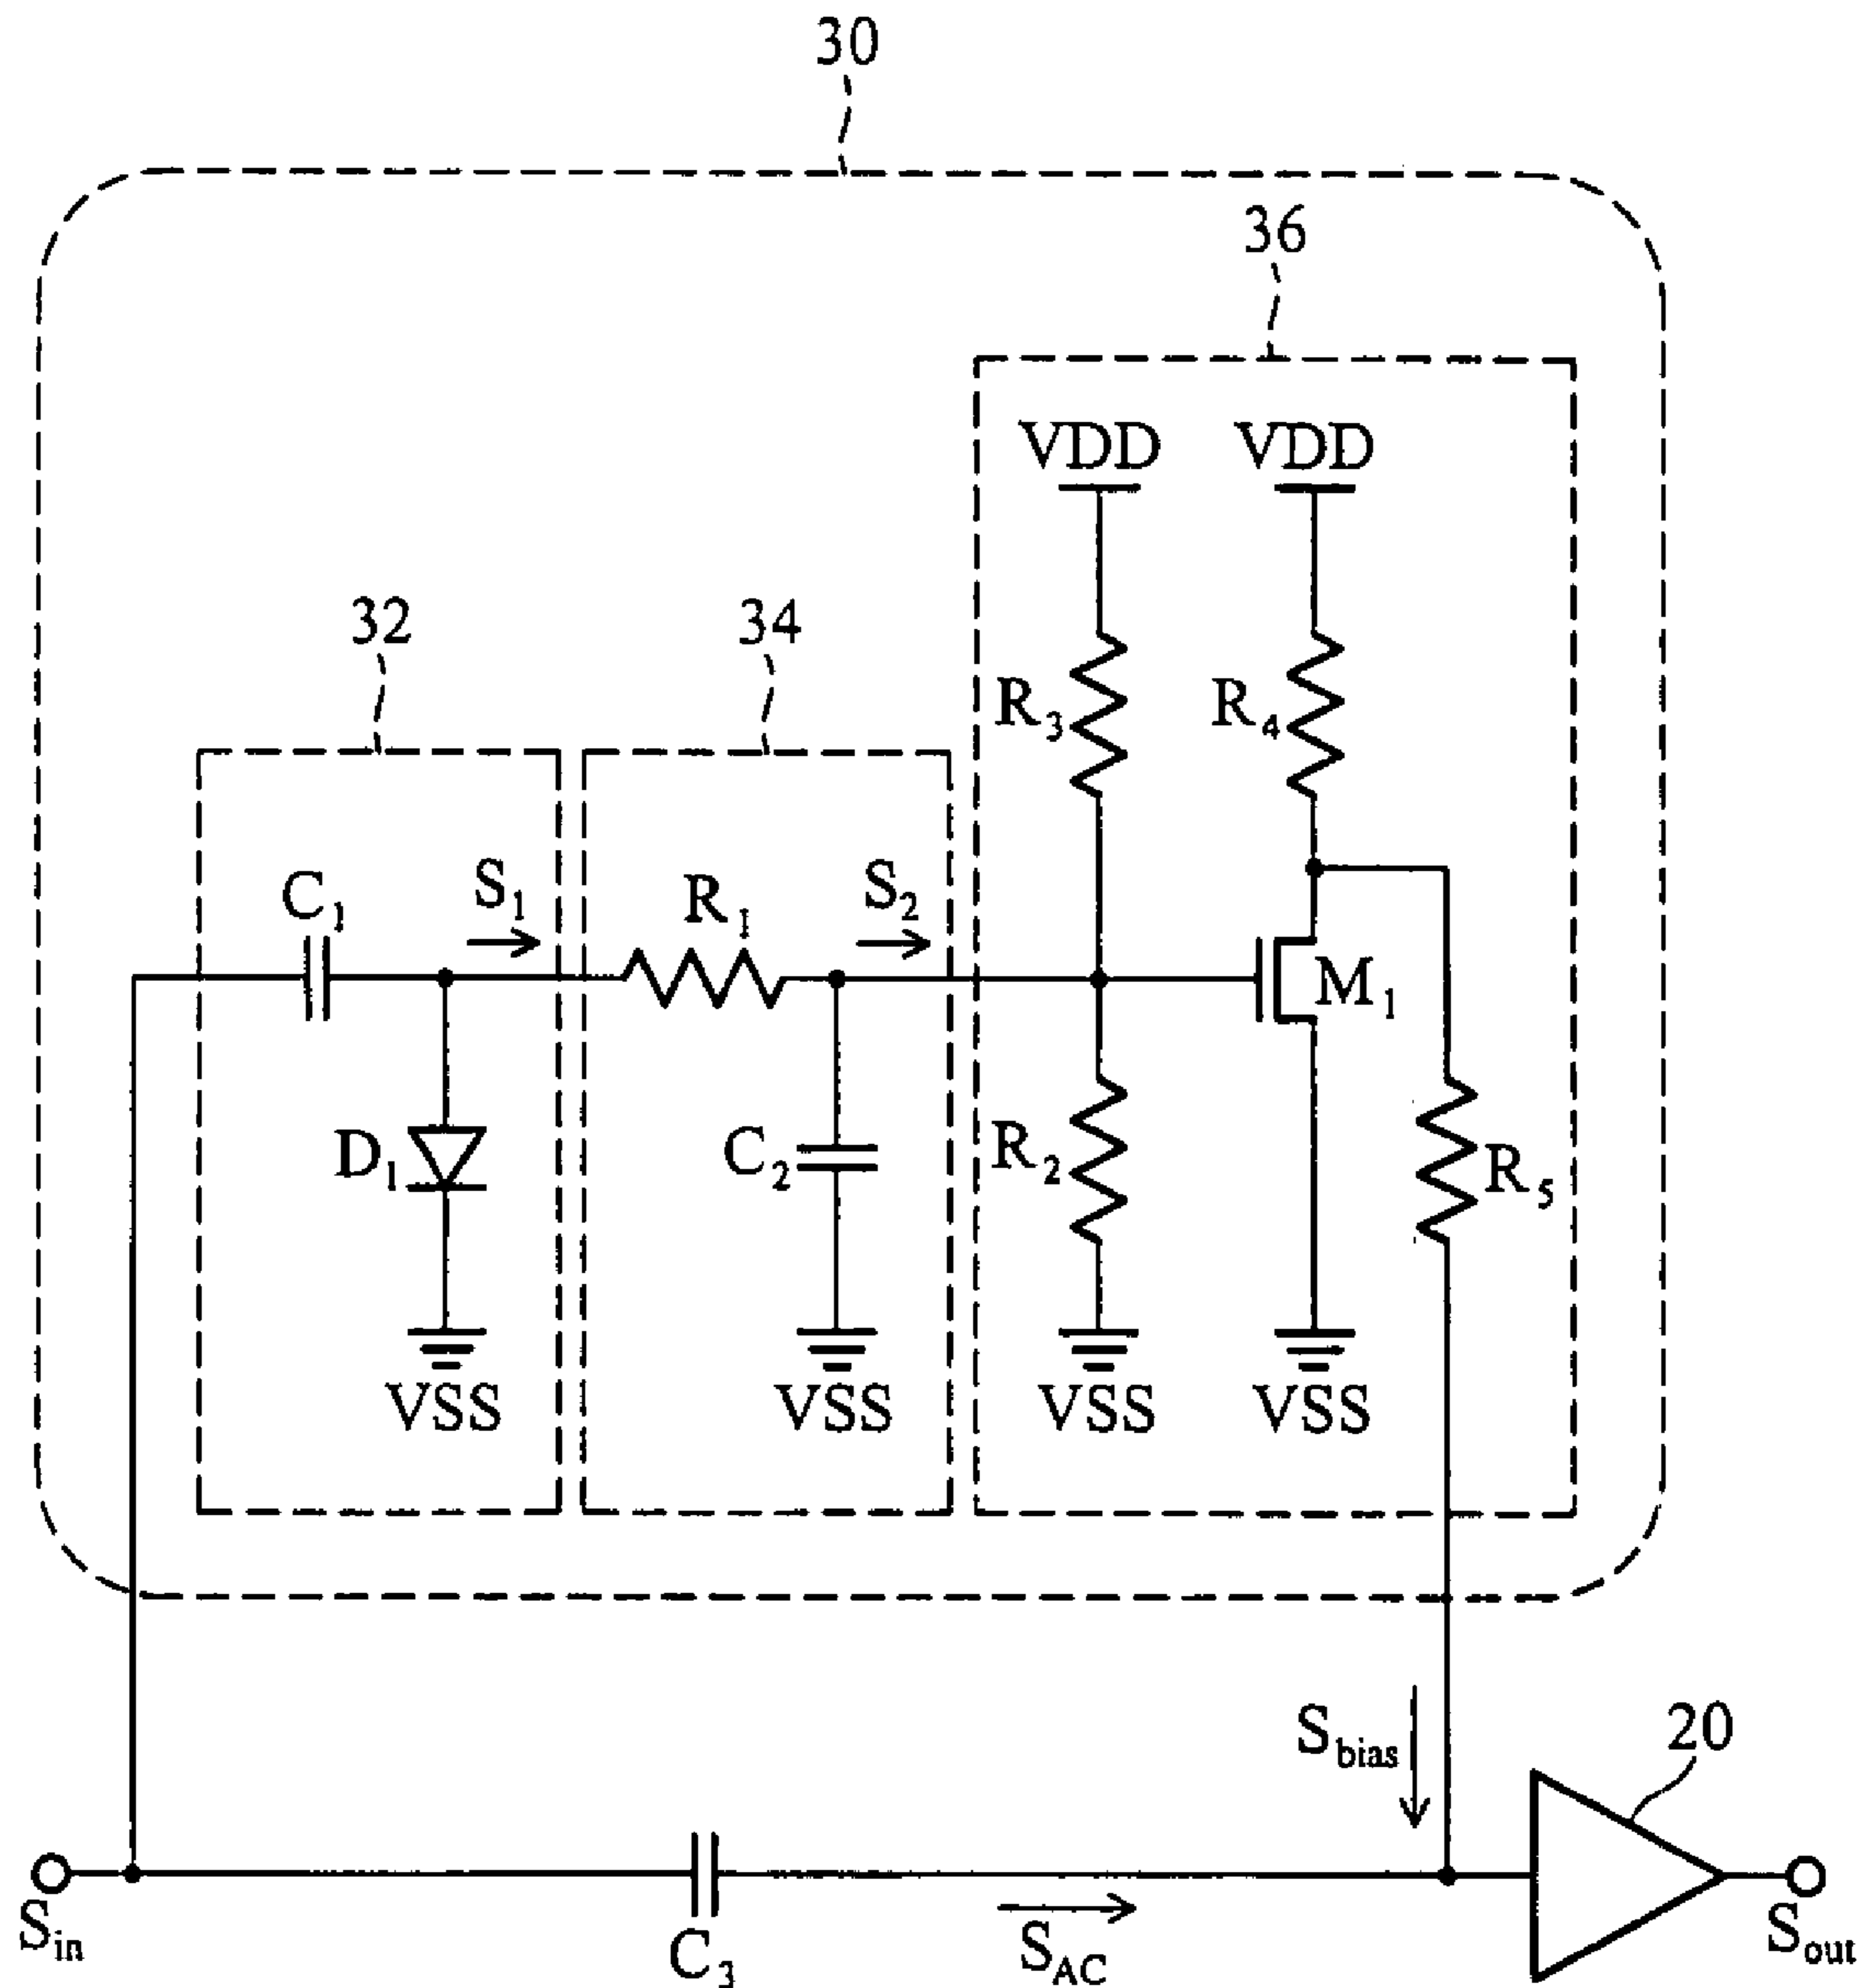 30
36
VDD VDD
32 34
R3 R4
C1 S1 R1 S2
M1
D1 C2 R2 R5
VSS VSS VSS VSS
Sbias 20
Sin C3 SAC Sout